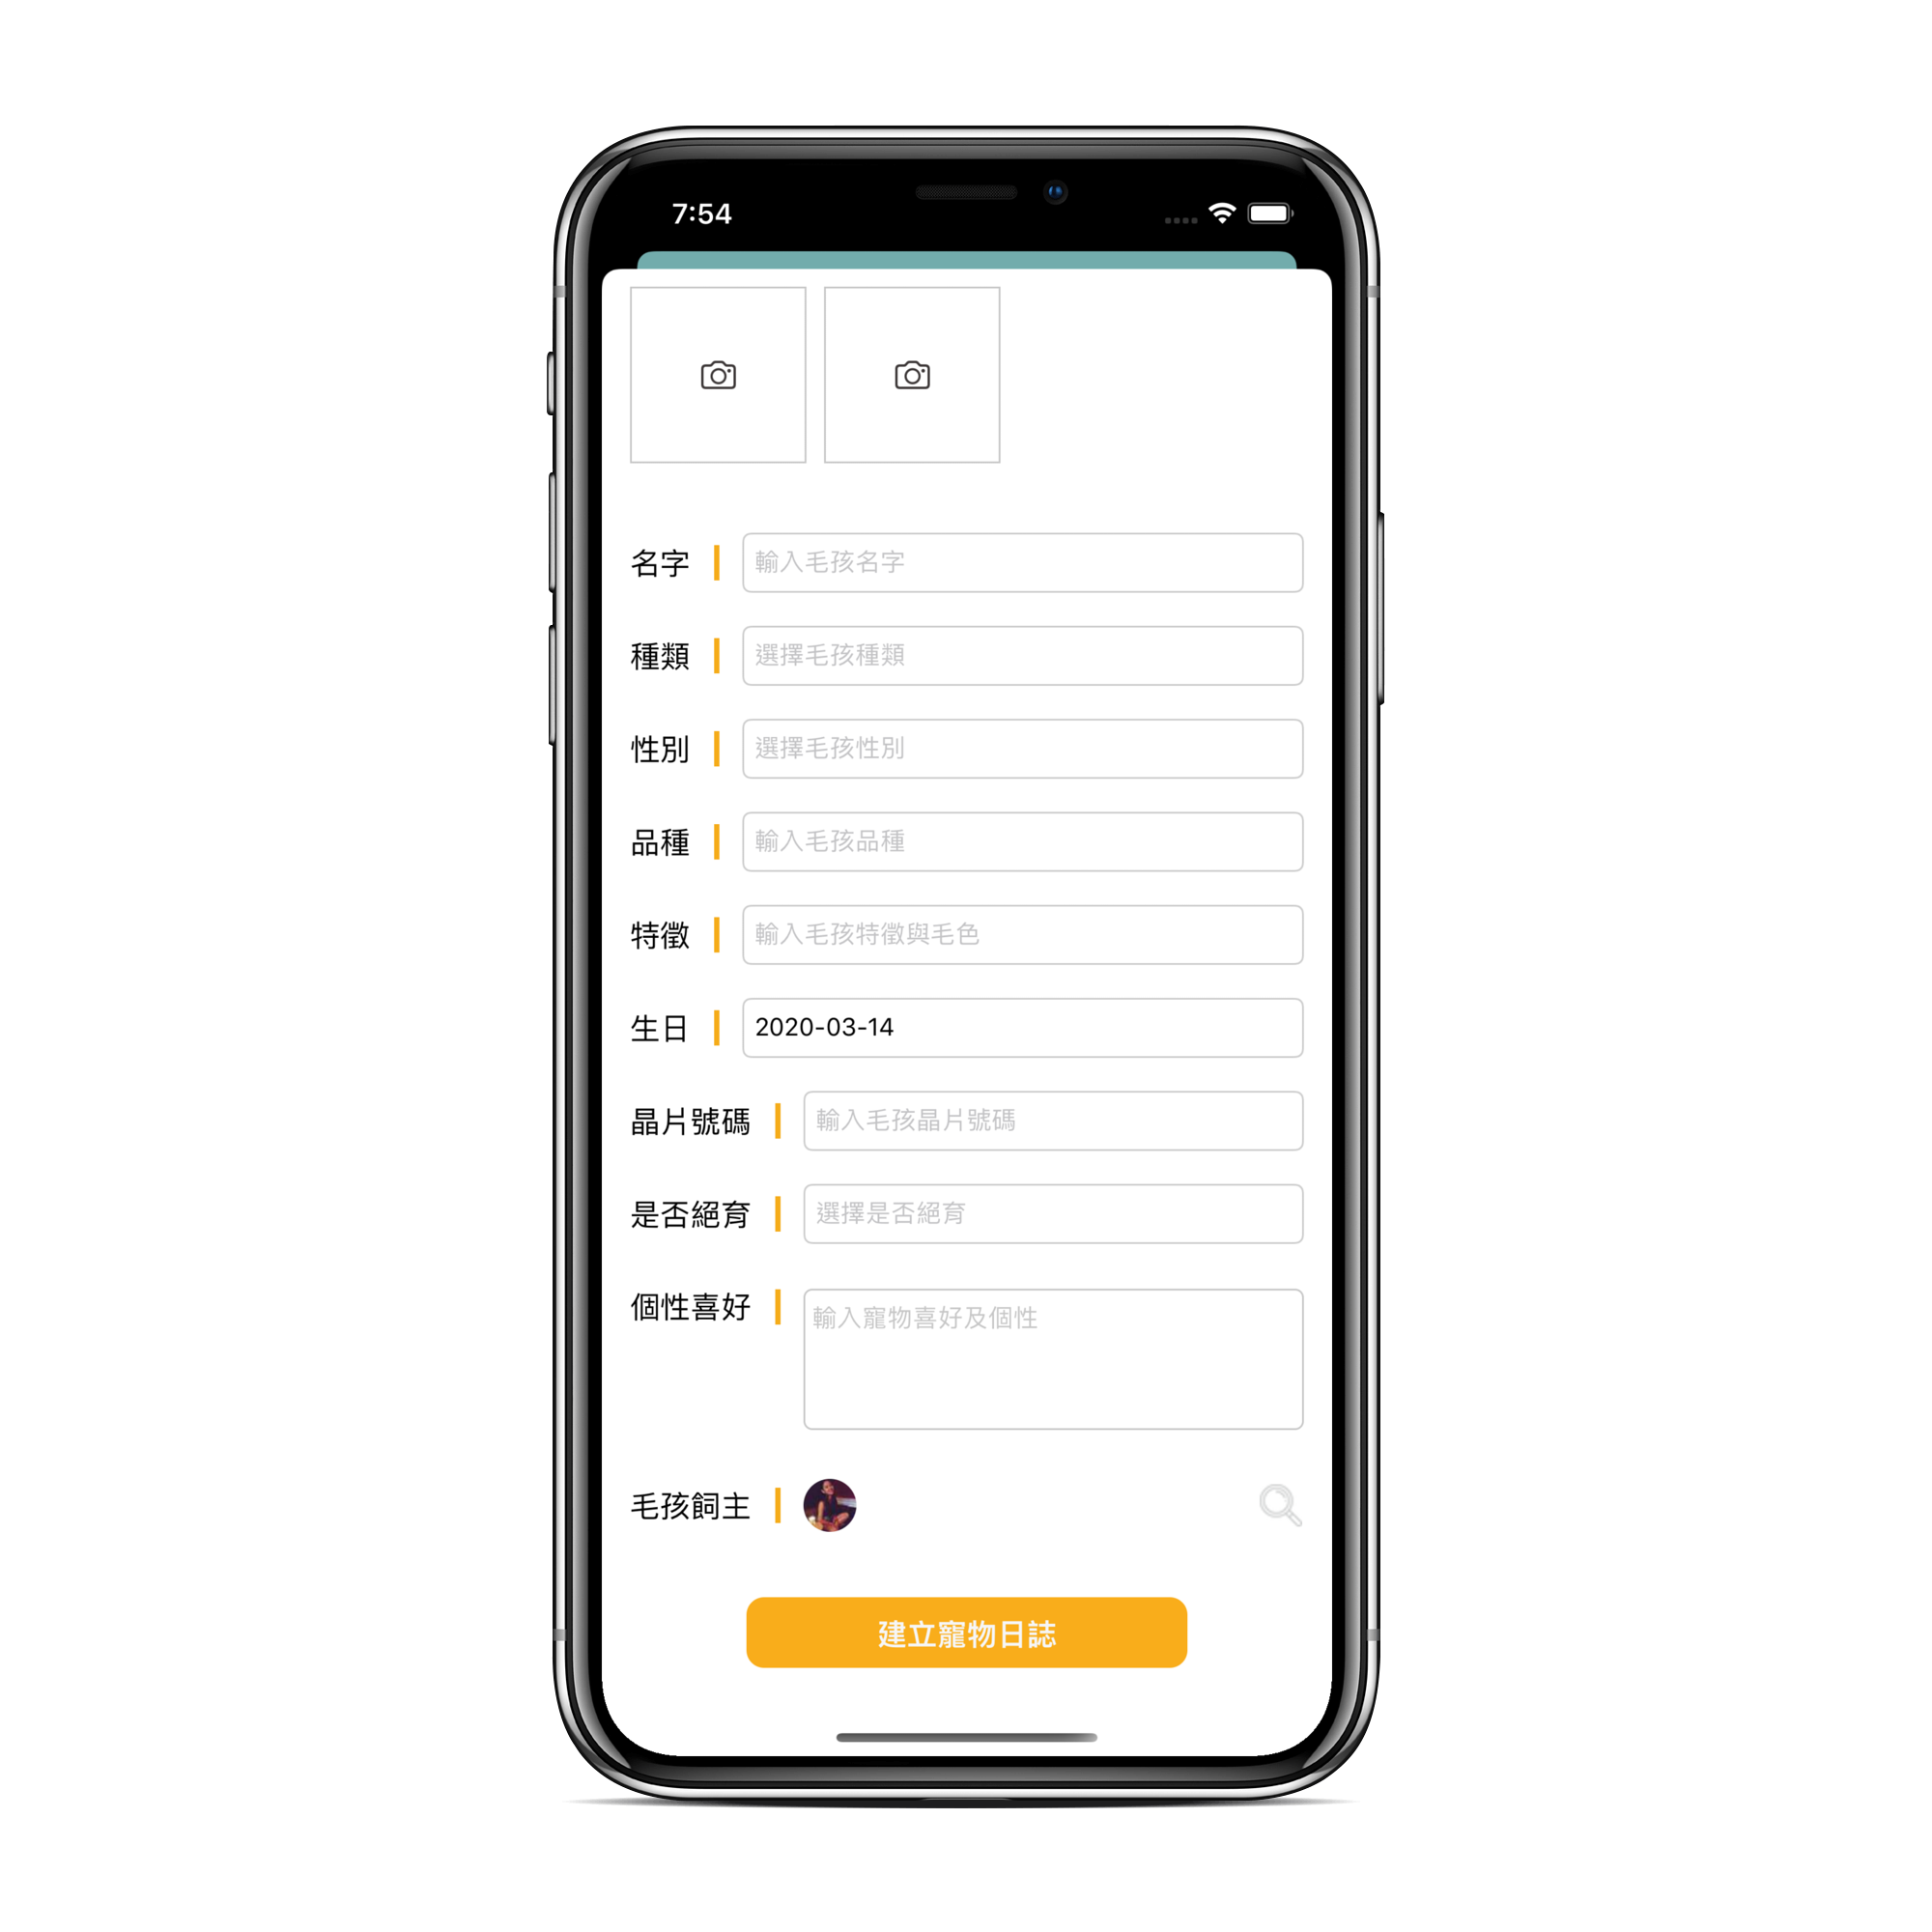 7:54
名字 輸入毛孩名字
種類 選擇毛孩種類
性別 選擇毛孩性別
品種 輸入毛孩品種
特徵 輸入毛孩特徵與毛色
生日 2020-03-14
晶片號碼 輸入毛孩晶片號碼
是否絕育 選擇是否絕育
個性喜好 輸入寵物喜好及個性
毛孩飼主
建立寵物日誌